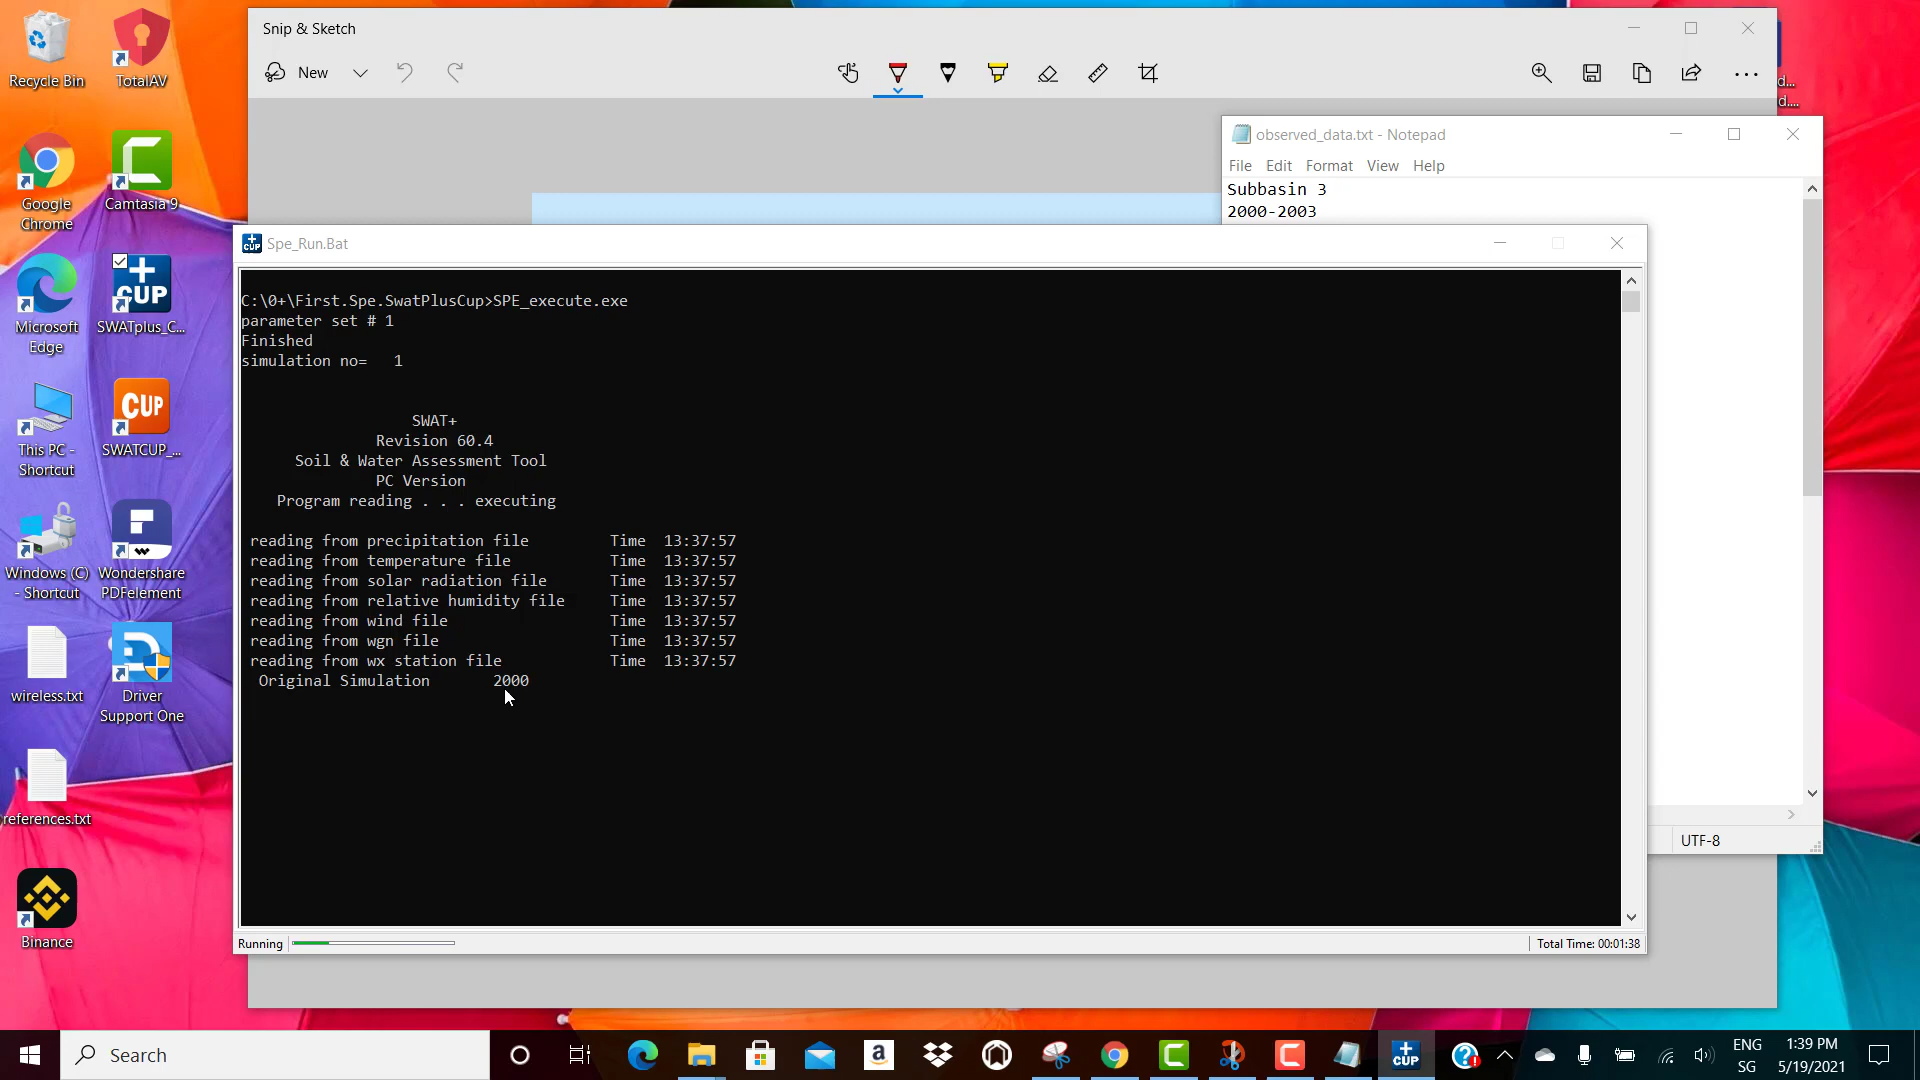 Recycle Bin
TotalAV
Google
Chrome
Camtasia 9
Microsoft
Edge
SWATplus_C...
This PC -
Shortcut
SWATCUP_...
Windows (C)
- Shortcut
Wondershare
PDFelement
wireless.txt
Driver
Support One
references.txt
Binance
CUP
CUP
Snip & Sketch
New
d...
d....
observed_data.txt - Notepad
File Edit Format View Help
Subbasin 3
2000-2003
UTF-8
CUP
Spe_Run.Bat
C:\0+\First.Spe.SwatPlusCup>SPE_execute.exe
parameter set # 1
Finished
simulation no= 1
SWAT+
Revision 60.4
Soil & Water Assessment Tool
PC Version
Program reading . . . executing
reading from precipitation file Time 13:37:57
reading from temperature file Time 13:37:57
reading from solar radiation file Time 13:37:57
reading from relative humidity file Time 13:37:57
reading from wind file Time 13:37:57
reading from wgn file Time 13:37:57
reading from wx station file Time 13:37:57
Original Simulation 2000
Running
Total Time: 00:01:38
Search
a
CUP
ENG
SG
1:39 PM
5/19/2021